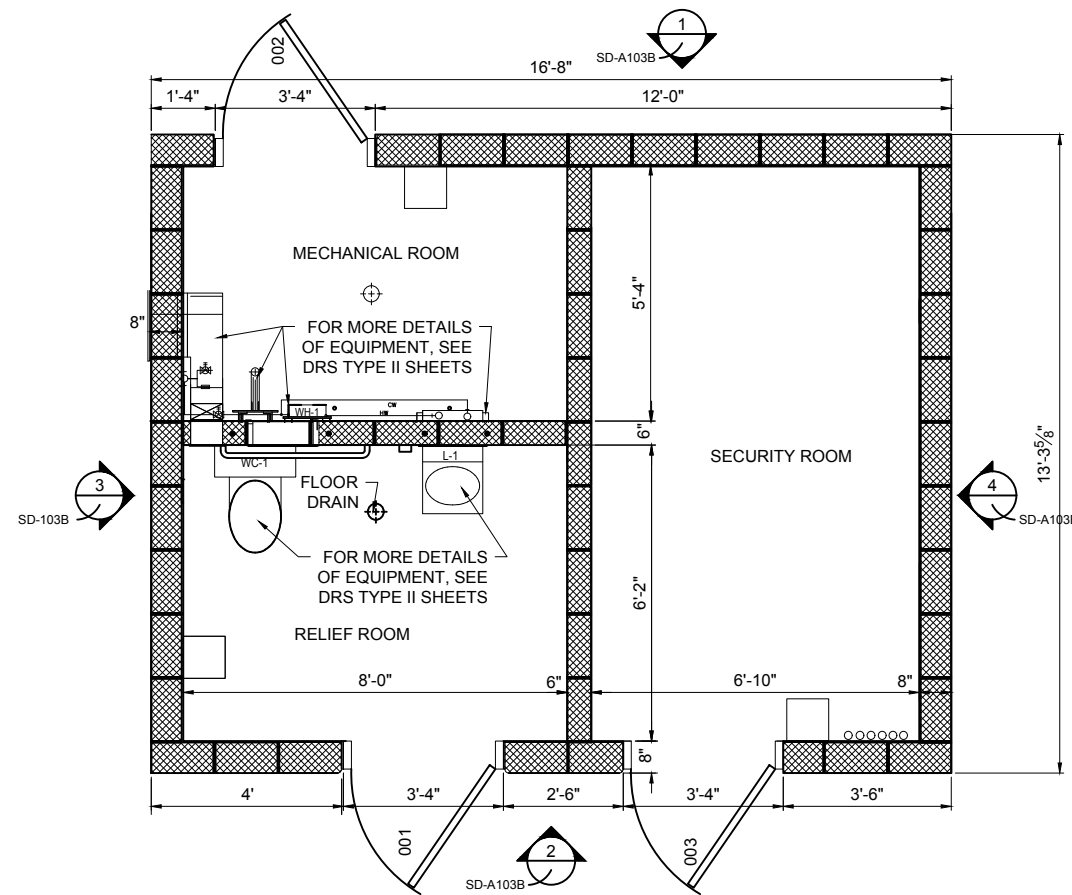 1
SD-A103B
002
16'-8"
1'-4"
3'-4"
12'-0"
MECHANICAL ROOM
5'-4"
13'-3⅝"
8"
FOR MORE DETAILS
OF EQUIPMENT, SEE
DRS TYPE II SHEETS
WH-1
CW
HW
6"
WC-1
L-1
SECURITY ROOM
FLOOR
DRAIN
3
SD-103B
4
SD-A103B
FOR MORE DETAILS
OF EQUIPMENT, SEE
DRS TYPE II SHEETS
6'-2"
RELIEF ROOM
8'-0"
6"
6'-10"
8"
8"
4'
3'-4"
2'-6"
3'-4"
3'-6"
001
003
2
SD-A103B